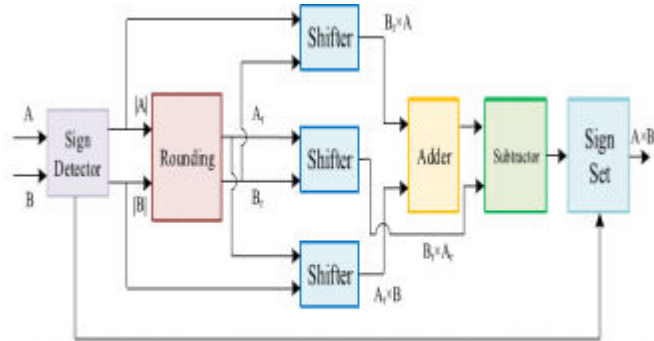 A
B
Sign
Detector
|A|
|B|
Rounding
Aᵣ
Bᵣ
Shifter
Shifter
Shifter
Bᵣ×A
Bᵣ×Aᵣ
Aᵣ×B
Adder
Subtractor
Sign
Set
A×B